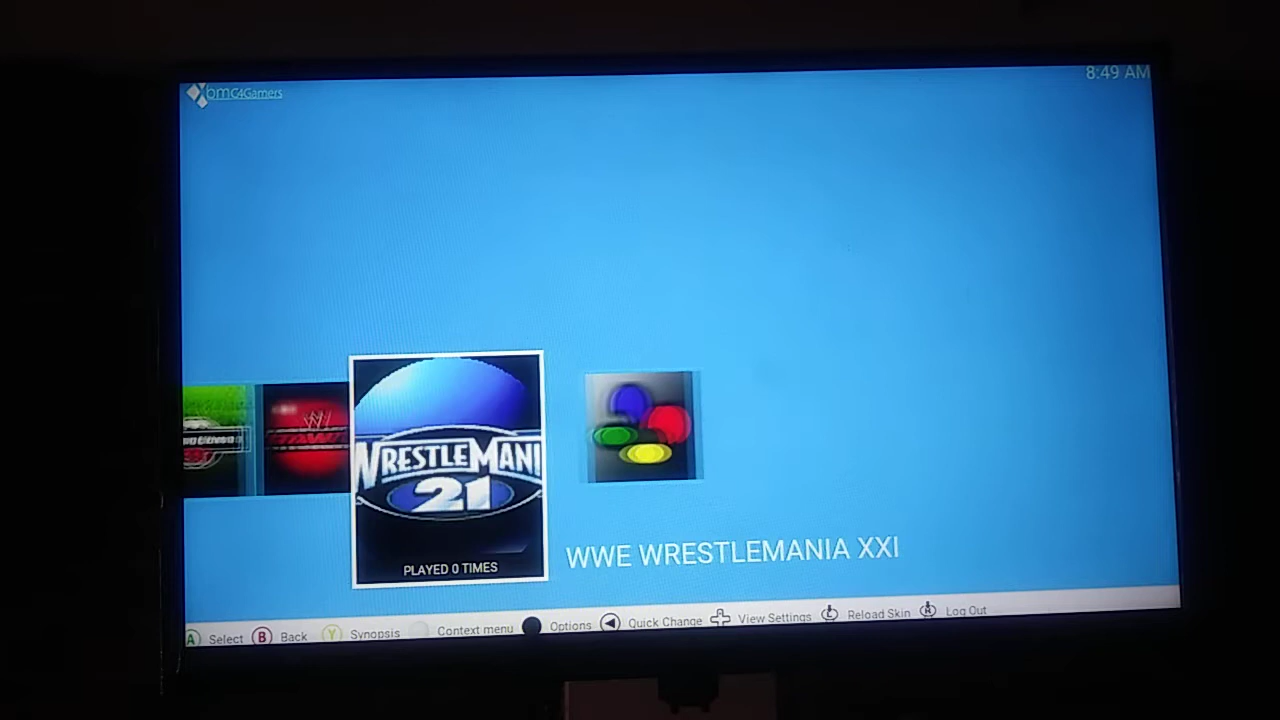 8:49 AM
xbmc4Gamers
WRESTLEMANI
21
PLAYED 0 TIMES
WWE WRESTLEMANIA XXI
A Select B Back Y Synopsis Context menu Options Quick Change View Settings L Reload Skin R Log Out